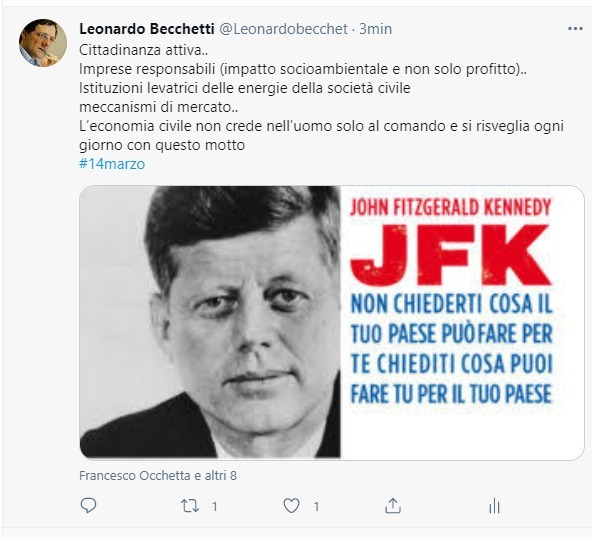 Leonardo Becchetti @Leonardobecchet · 3min
Cittadinanza attiva..
Imprese responsabili (impatto socioambientale e non solo profitto)..
Istituzioni levatrici delle energie della società civile
meccanismi di mercato..
L'economia civile non crede nell'uomo solo al comando e si risveglia ogni
giorno con questo motto
#14marzo
JOHN FITZGERALD KENNEDY
JFK
NON CHIEDERTI COSA IL
TUO PAESE PUÒ FARE PER
TE CHIEDITI COSA PUOI
FARE TU PER IL TUO PAESE
Francesco Occhetta e altri 8
1 1